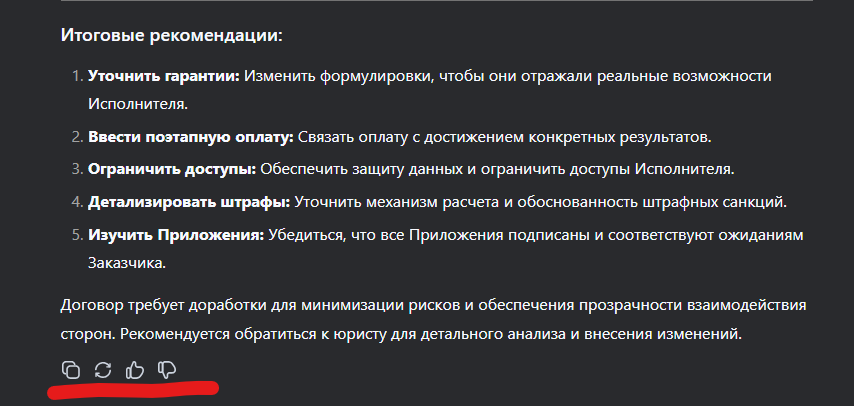 Итоговые рекомендации:
1. Уточнить гарантии: Изменить формулировки, чтобы они отражали реальные возможности
Исполнителя.
2. Ввести поэтапную оплату: Связать оплату с достижением конкретных результатов.
3. Ограничить доступы: Обеспечить защиту данных и ограничить доступы Исполнителя.
4. Детализировать штрафы: Уточнить механизм расчета и обоснованность штрафных санкций.
5. Изучить Приложения: Убедиться, что все Приложения подписаны и соответствуют ожиданиям
Заказчика.
Договор требует доработки для минимизации рисков и обеспечения прозрачности взаимодействия
сторон. Рекомендуется обратиться к юристу для детального анализа и внесения изменений.